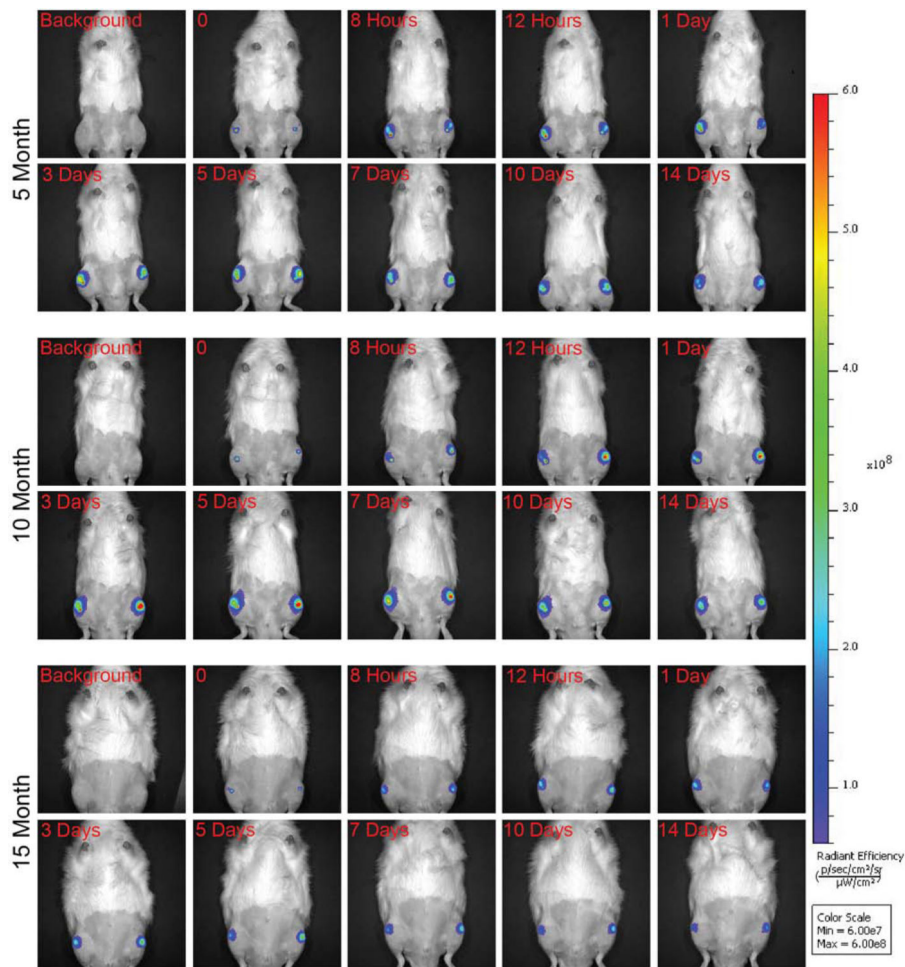 Background 0 8 Hours 12 Hours 1 Day
5 Month
3 Days 5 Days 7 Days 10 Days 14 Days
Background 0 8 Hours 12 Hours 1 Day
10 Month
3 Days 5 Days 7 Days 10 Days 14 Days
Background 0 8 Hours 12 Hours 1 Day
15 Month
3 Days 5 Days 7 Days 10 Days 14 Days
6.0
5.0
4.0
x10⁸
3.0
2.0
1.0
Radiant Efficiency
(p/sec/cm²/sr
µW/cm²)
Color Scale
Min = 6.00e7
Max = 6.00e8